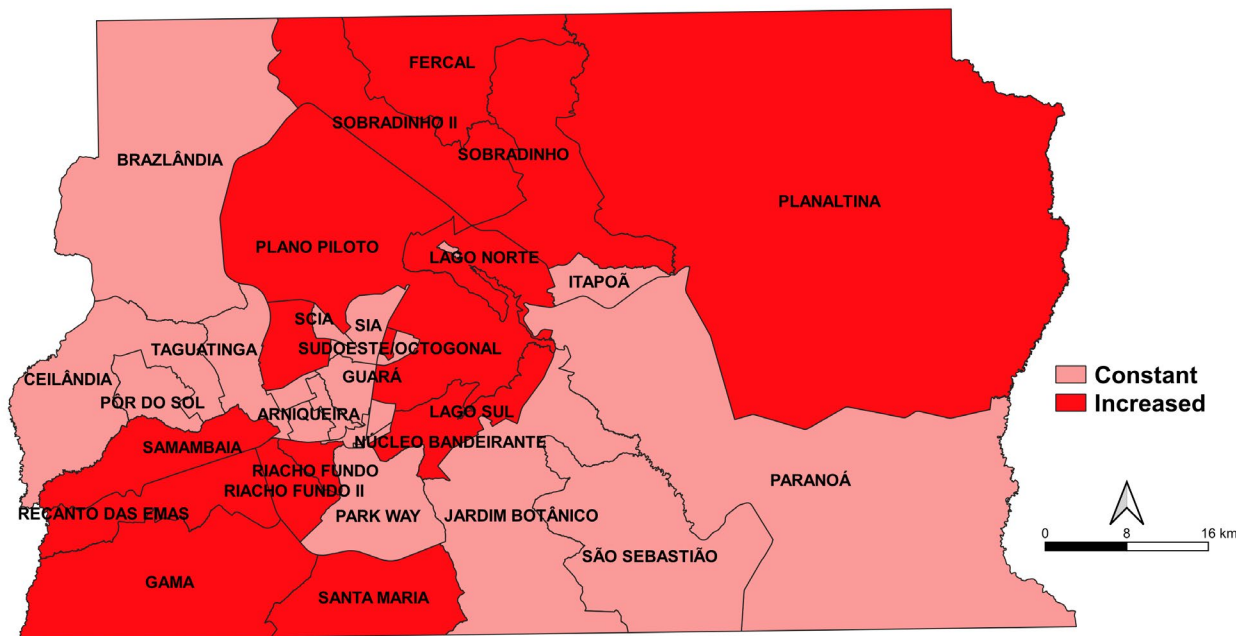 FERCAL
SOBRADINHO II
SOBRADINHO
BRAZLÂNDIA
PLANALTINA
PLANO PILOTO
LAGO NORTE
ITAPOÃ
SCIA
SIA
TAGUATINGA
SUDOESTE/OCTOGONAL
CEILÂNDIA
GUARÁ
PÔR DO SOL
ARNIQUEIRA
LAGO SUL
SAMAMBAIA
NÚCLEO BANDEIRANTE
RIACHO FUNDO
RIACHO FUNDO II
PARANOÁ
RECANTO DAS EMAS
PARK WAY
JARDIM BOTÂNICO
SÃO SEBASTIÃO
GAMA
SANTA MARIA
Constant
Increased
0 8 16 km